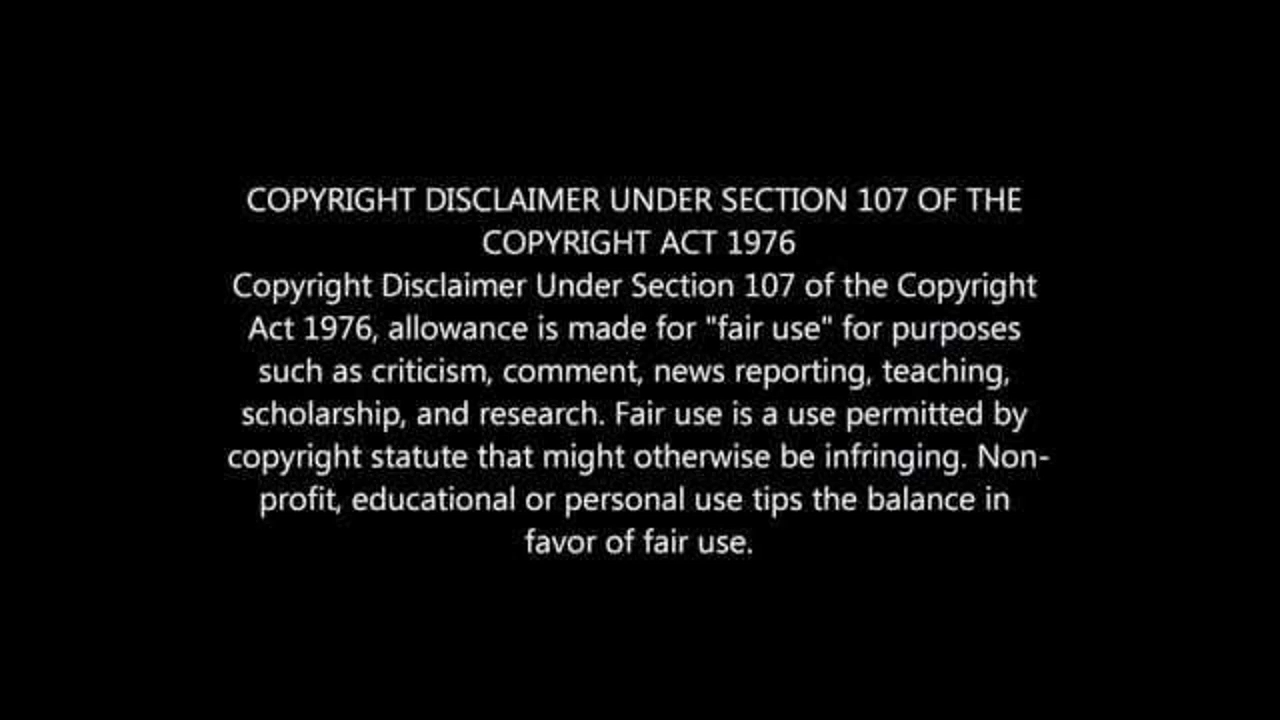 COPYRIGHT DISCLAIMER UNDER SECTION 107 OF THE
COPYRIGHT ACT 1976
Copyright Disclaimer Under Section 107 of the Copyright
Act 1976, allowance is made for "fair use" for purposes
such as criticism, comment, news reporting, teaching,
scholarship, and research. Fair use is a use permitted by
copyright statute that might otherwise be infringing. Non-
profit, educational or personal use tips the balance in
favor of fair use.